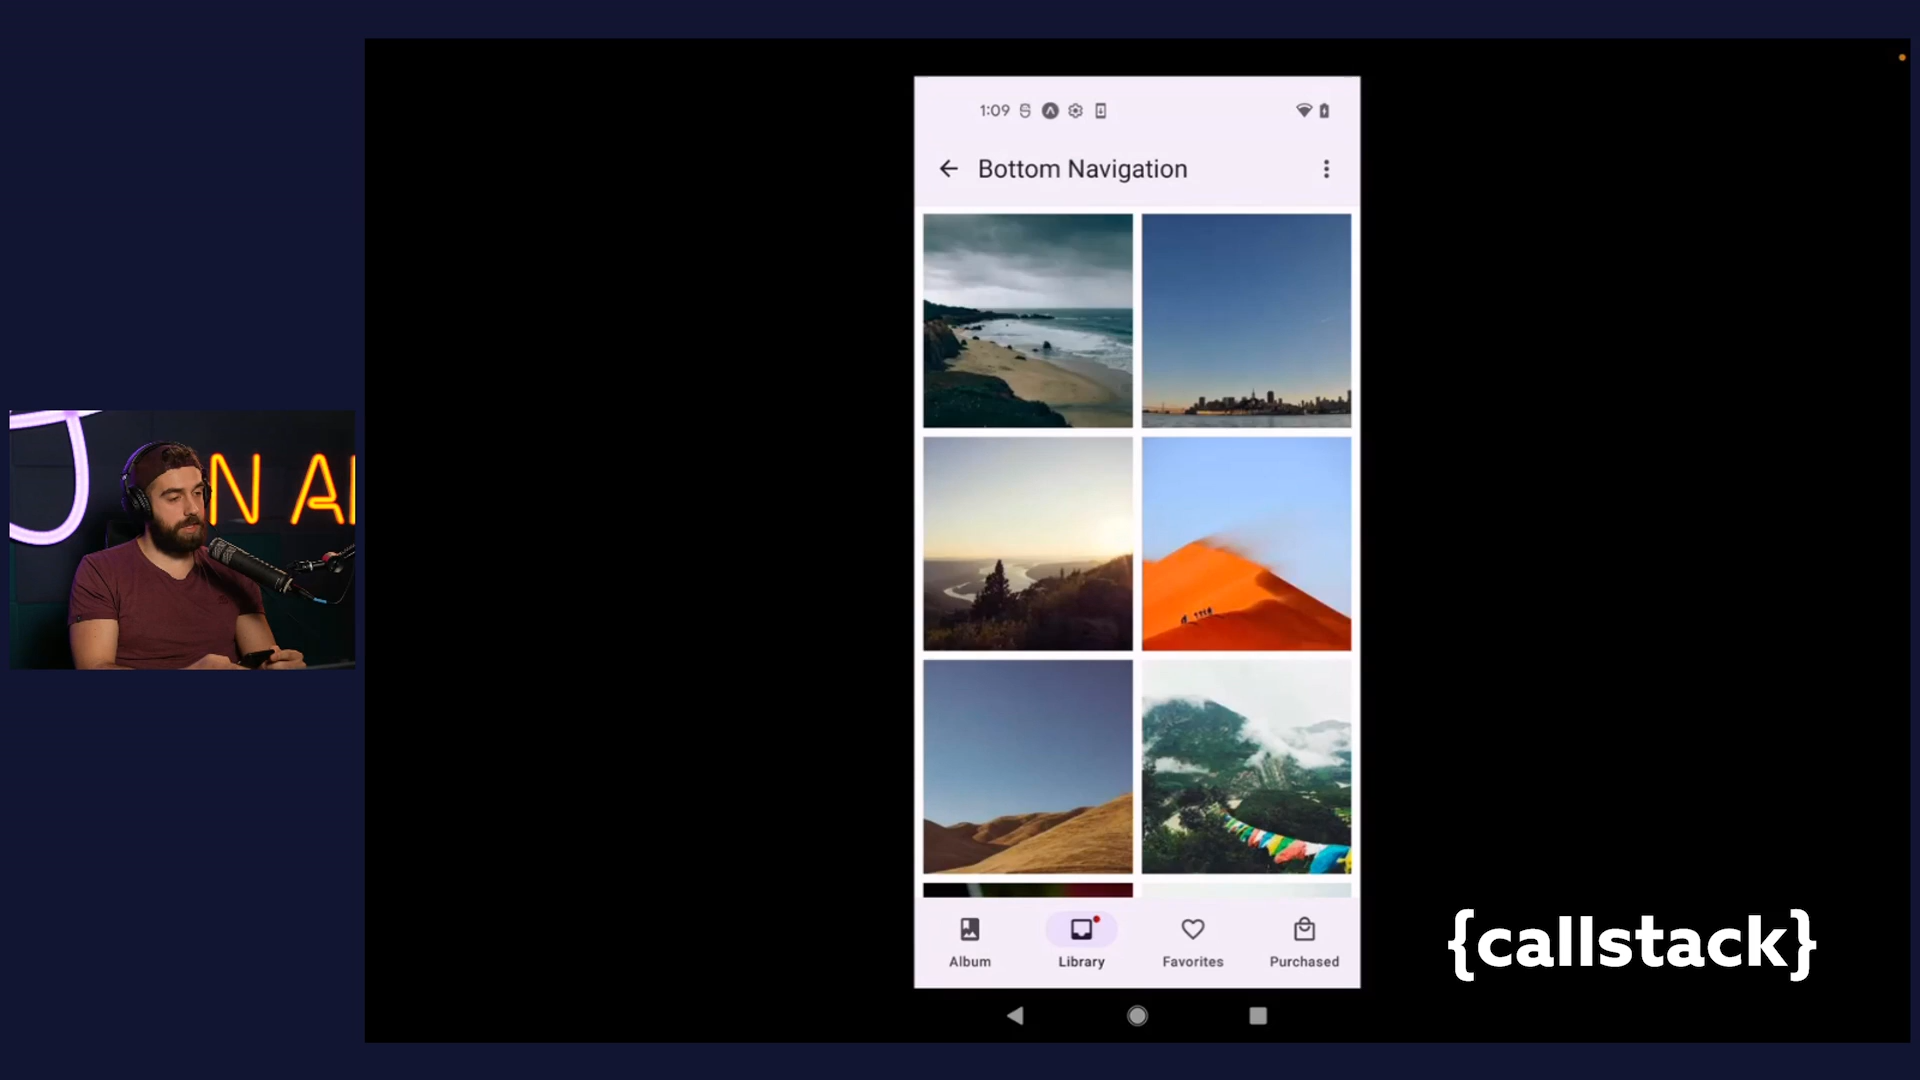 N A
1:09
Bottom Navigation
Album
Library
Favorites
Purchased
{callstack}